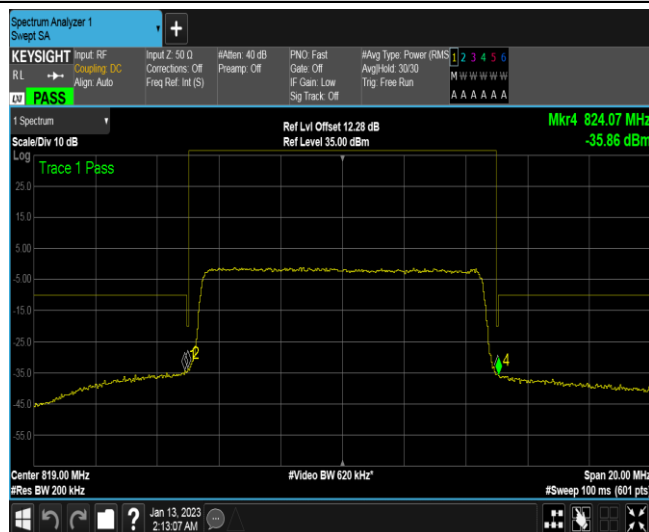 Spectrum Analyzer 1
Swept SA
+
KEYSIGHT
RL
LXI PASS
Input: RF
Coupling: DC
Align: Auto
Input Z: 50 Ω
Corrections: Off
Freq Ref: Int (S)
#Atten: 40 dB
Preamp: Off
PNO: Fast
Gate: Off
IF Gain: Low
Sig Track: Off
#Avg Type: Power (RMS
Avg|Hold: 30/30
Trig: Free Run
1 2 3 4 5 6
M W W W W W
A A A A A A
1 Spectrum
Scale/Div 10 dB
Ref Lvl Offset 12.28 dB
Ref Level 35.00 dBm
Mkr4 824.07 MHz
-35.86 dBm
Log
Trace 1 Pass
25.0
15.0
5.00
-5.00
-15.0
-25.0
-35.0
-45.0
-55.0
2
4
Center 819.00 MHz
#Res BW 200 kHz
#Video BW 620 kHz*
Span 20.00 MHz
#Sweep 100 ms (601 pts)
?
Jan 13, 2023
2:13:07 AM